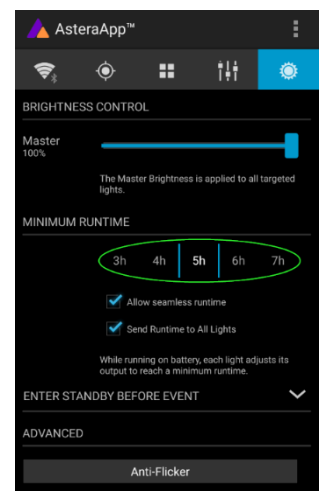 AsteraApp™
BRIGHTNESS CONTROL
Master
100%
The Master Brightness is applied to all targeted
lights.
MINIMUM RUNTIME
3h 4h 5h 6h 7h
Allow seamless runtime
Send Runtime to All Lights
While running on battery, each light adjusts its
output to reach a minimum runtime.
ENTER STANDBY BEFORE EVENT
ADVANCED
Anti-Flicker